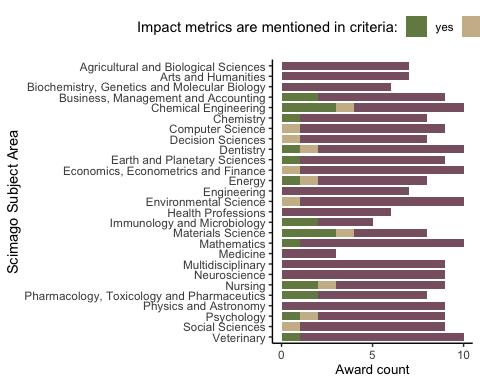 Impact metrics are mentioned in criteria: yes
Scimago Subject Area
Agricultural and Biological Sciences
Arts and Humanities
Biochemistry, Genetics and Molecular Biology
Business, Management and Accounting
Chemical Engineering
Chemistry
Computer Science
Decision Sciences
Dentistry
Earth and Planetary Sciences
Economics, Econometrics and Finance
Energy
Engineering
Environmental Science
Health Professions
Immunology and Microbiology
Materials Science
Mathematics
Medicine
Multidisciplinary
Neuroscience
Nursing
Pharmacology, Toxicology and Pharmaceutics
Physics and Astronomy
Psychology
Social Sciences
Veterinary
0 5 10
Award count